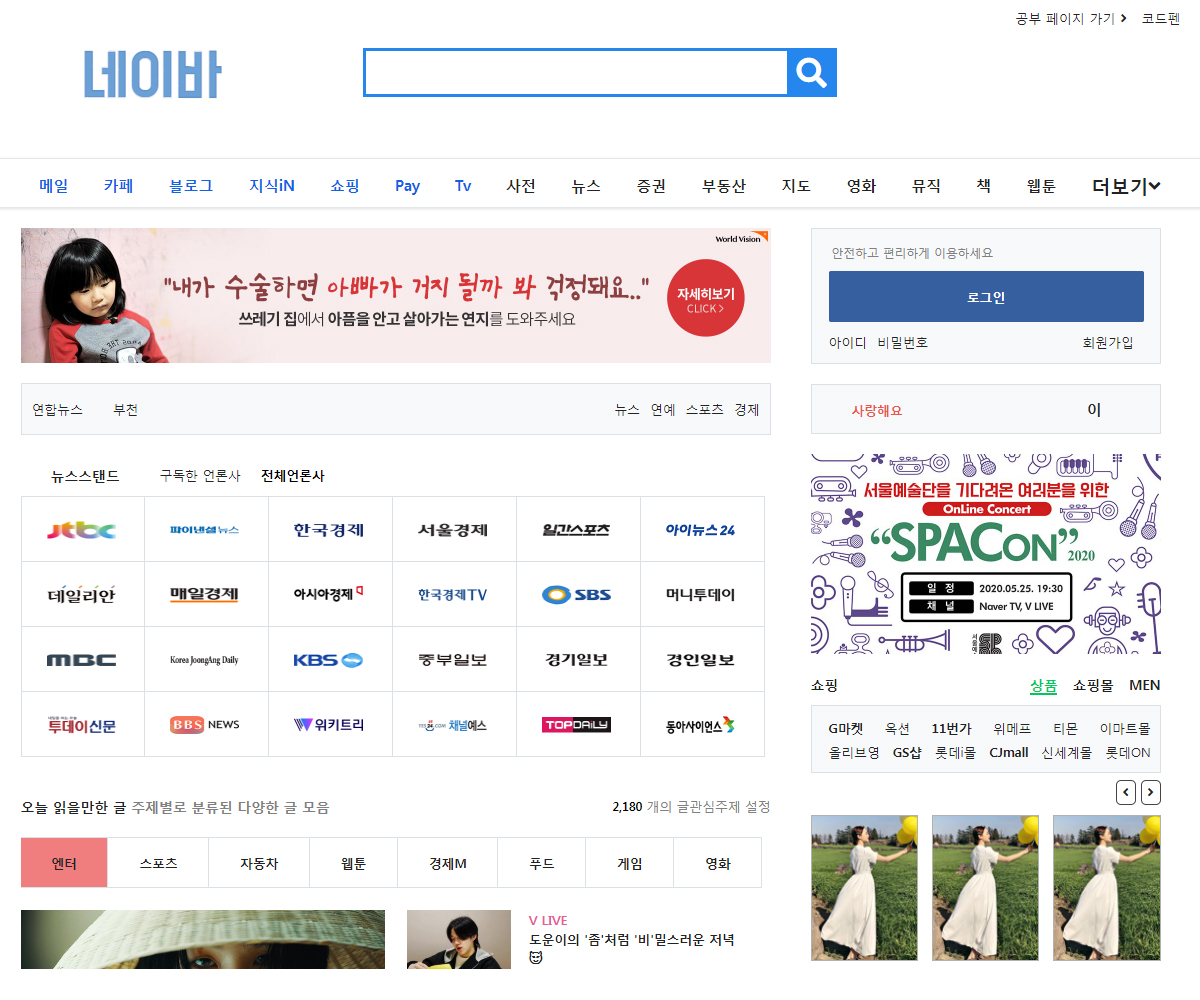 공부 페이지 가기 코드펜
네이바
메일 카페 블로그 지식iN 쇼핑 Pay Tv 사전 뉴스 증권 부동산 지도 영화 뮤직 책 웹툰 더보기
World Vision
"내가 수술하면 아빠가 거지 될까 봐 걱정돼요.."
쓰레기 집에서 아픔을 안고 살아가는 연지를 도와주세요
자세히보기
CLICK >
안전하고 편리하게 이용하세요
로그인
아이디 비밀번호 회원가입
연합뉴스 부천 뉴스 연예 스포츠 경제
사랑해요 이
뉴스스탠드 구독한 언론사 전체언론사
jtbc 파이낸셜뉴스 한국경제 서울경제 일간스포츠 아이뉴스24
데일리안 매일경제 아시아경제 한국경제TV SBS 머니투데이
MBC Korea JoongAng Daily KBS 중부일보 경기일보 경인일보
투데이신문 BBS NEWS 위키트리 채널예스 TOPDAILY 동아사이언스
서울예술단을 기다려온 여러분을 위한
OnLine Concert
“SPACON” 2020
일 정 2020.05.25. 19:30
채 널 Naver TV, V LIVE
쇼핑 상품 쇼핑몰 MEN
G마켓 옥션 11번가 위메프 티몬 이마트몰
올리브영 GS샵 롯데i몰 CJmall 신세계몰 롯데ON
오늘 읽을만한 글 주제별로 분류된 다양한 글 모음 2,180 개의 글관심주제 설정
엔터 스포츠 자동차 웹툰 경제M 푸드 게임 영화
V LIVE
도운이의 '좀'처럼 '비'밀스러운 저녁